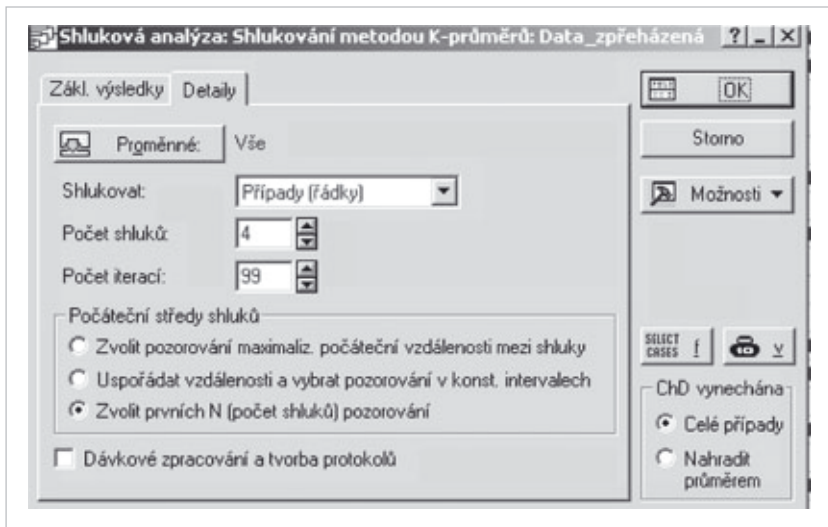 Shluková analýza: Shlukování metodou K-průměrů: Data_zpřeházená
Zákl. výsledky
Detaily
Proměnné:
Vše
Shlukovat:
Případy (řádky)
Počet shluků:
4
Počet iterací:
99
Počáteční středy shluků
Zvolit pozorování maximaliz. počáteční vzdálenosti mezi shluky
Uspořádat vzdálenosti a vybrat pozorování v konst. intervalech
Zvolit prvních N (počet shluků) pozorování
Dávkové zpracování a tvorba protokolů
OK
Storno
Možnosti
SELECT
CASES
f
v
ChD vynechána
Celé případy
Nahradit
průměrem